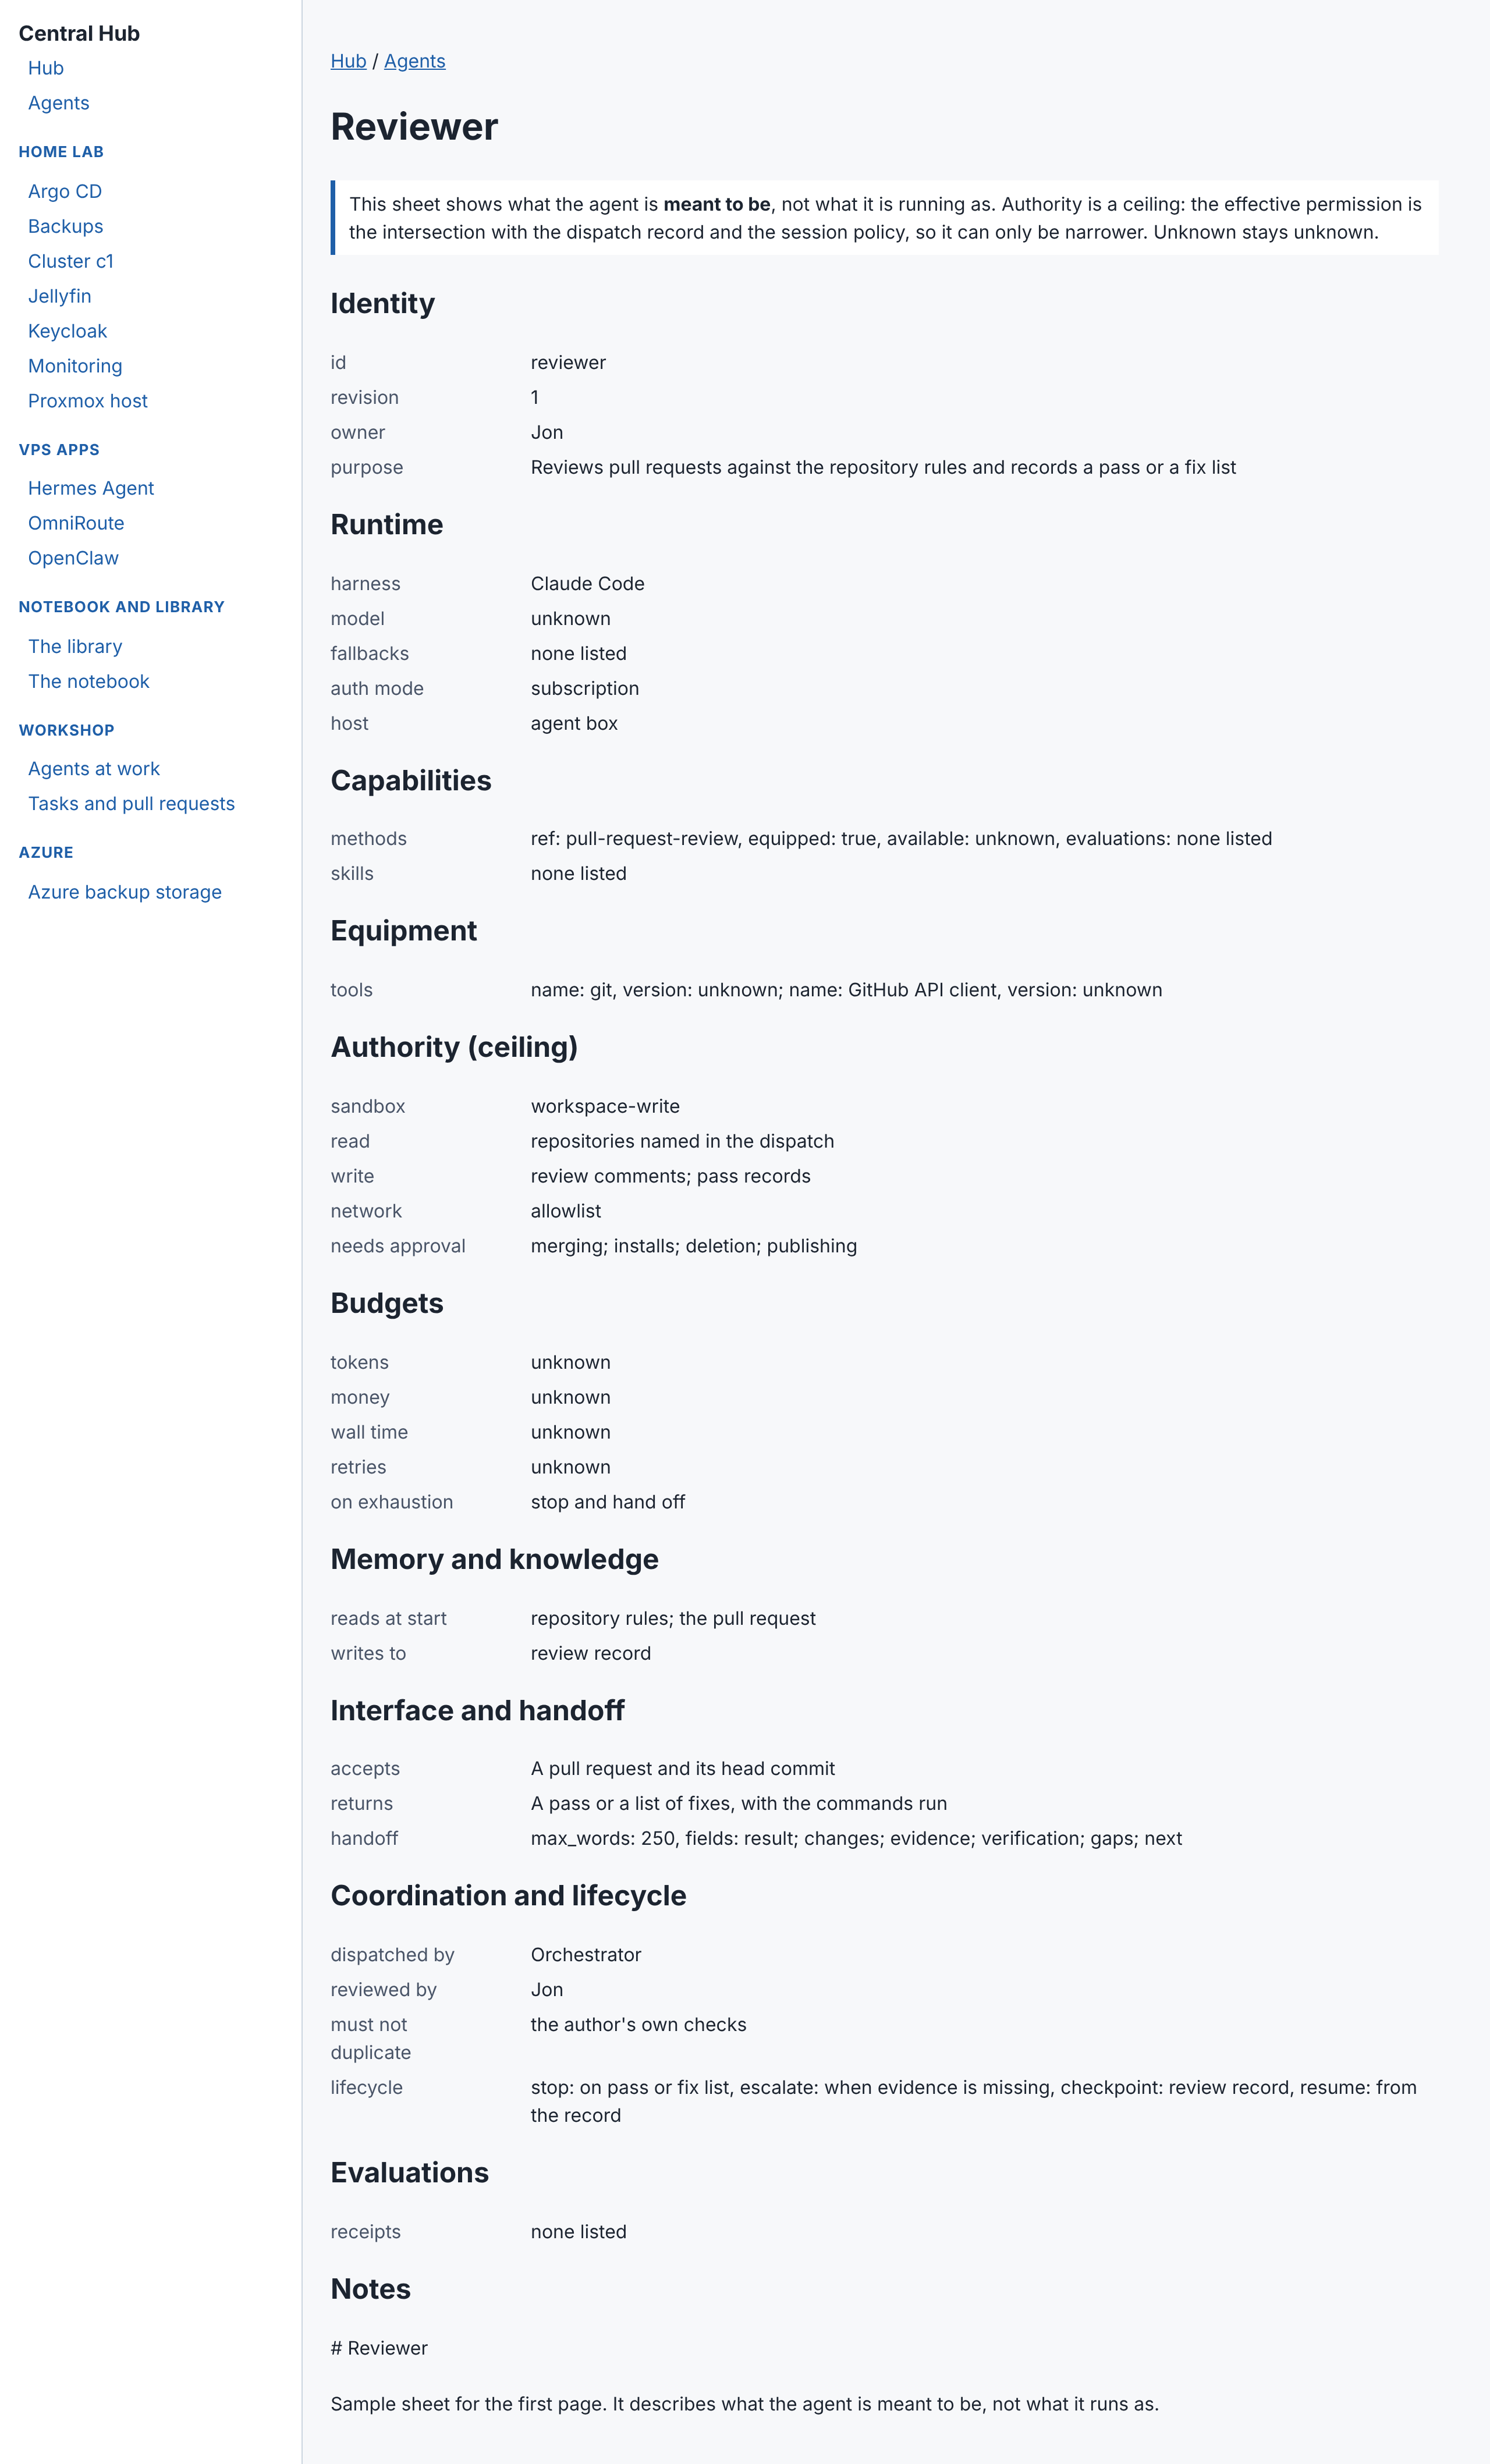 Central Hub
Hub
Agents
HOME LAB
Argo CD
Backups
Cluster c1
Jellyfin
Keycloak
Monitoring
Proxmox host
VPS APPS
Hermes Agent
OmniRoute
OpenClaw
NOTEBOOK AND LIBRARY
The library
The notebook
WORKSHOP
Agents at work
Tasks and pull requests
AZURE
Azure backup storage
Hub / Agents
Reviewer
This sheet shows what the agent is meant to be, not what it is running as. Authority is a ceiling: the effective permission is
the intersection with the dispatch record and the session policy, so it can only be narrower. Unknown stays unknown.
Identity
id reviewer
revision 1
owner Jon
purpose Reviews pull requests against the repository rules and records a pass or a fix list
Runtime
harness Claude Code
model unknown
fallbacks none listed
auth mode subscription
host agent box
Capabilities
methods ref: pull-request-review, equipped: true, available: unknown, evaluations: none listed
skills none listed
Equipment
tools name: git, version: unknown; name: GitHub API client, version: unknown
Authority (ceiling)
sandbox workspace-write
read repositories named in the dispatch
write review comments; pass records
network allowlist
needs approval merging; installs; deletion; publishing
Budgets
tokens unknown
money unknown
wall time unknown
retries unknown
on exhaustion stop and hand off
Memory and knowledge
reads at start repository rules; the pull request
writes to review record
Interface and handoff
accepts A pull request and its head commit
returns A pass or a list of fixes, with the commands run
handoff max_words: 250, fields: result; changes; evidence; verification; gaps; next
Coordination and lifecycle
dispatched by Orchestrator
reviewed by Jon
must not the author's own checks
duplicate
lifecycle stop: on pass or fix list, escalate: when evidence is missing, checkpoint: review record, resume: from
the record
Evaluations
receipts none listed
Notes
# Reviewer
Sample sheet for the first page. It describes what the agent is meant to be, not what it runs as.